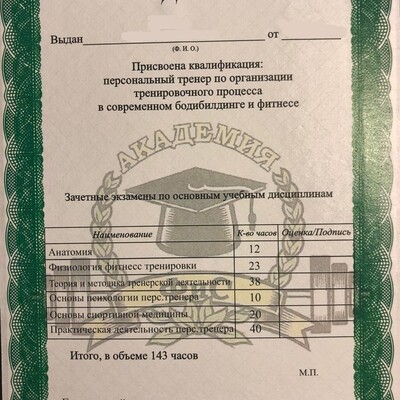 Выдан от
(Ф. И. О.)
Присвоена квалификация:
персональный тренер по организации
тренировочного процесса
в современном бодибилдинге и фитнесе
АКАДЕМИЯ
Зачетные экзамены по основным учебным дисциплинам
Наименование К-во часов Оценка/Подпись
Анатомия 12
Физиология фитнес тренировки 23
Теория и методика тренерской деятельности 38
Основы психологии перс.тренера 10
Основы спортивной медицины 20
Практическая деятельность перс.тренера 40
Итого, в объеме 143 часов
М.П.